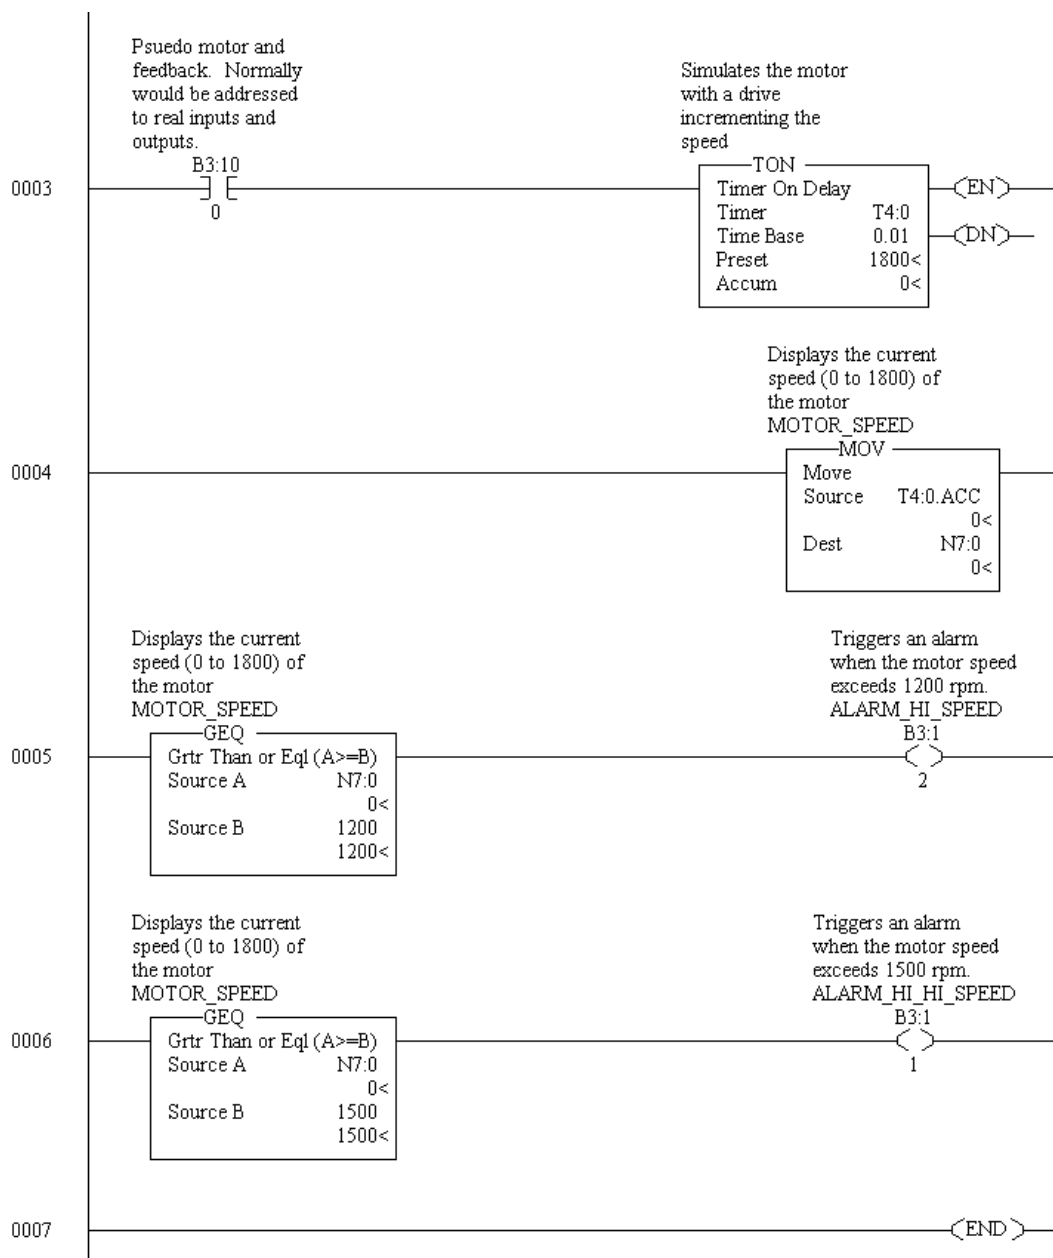 Psuedo motor and
feedback. Normally
would be addressed
to real inputs and
outputs.
B3:10
0
Simulates the motor
with a drive
incrementing the
speed
0003
TON
Timer On Delay
Timer T4:0
Time Base 0.01
Preset 1800<
Accum 0<
EN
DN
Displays the current
speed (0 to 1800) of
the motor
MOTOR_SPEED
0004
MOV
Move
Source T4:0.ACC
0<
Dest N7:0
0<
Displays the current
speed (0 to 1800) of
the motor
MOTOR_SPEED
Triggers an alarm
when the motor speed
exceeds 1200 rpm.
ALARM_HI_SPEED
0005
GEQ
Grtr Than or Eql (A>=B)
Source A N7:0
0<
Source B 1200
1200<
B3:1
2
Displays the current
speed (0 to 1800) of
the motor
MOTOR_SPEED
Triggers an alarm
when the motor speed
exceeds 1500 rpm.
ALARM_HI_HI_SPEED
0006
GEQ
Grtr Than or Eql (A>=B)
Source A N7:0
0<
Source B 1500
1500<
B3:1
1
0007
END